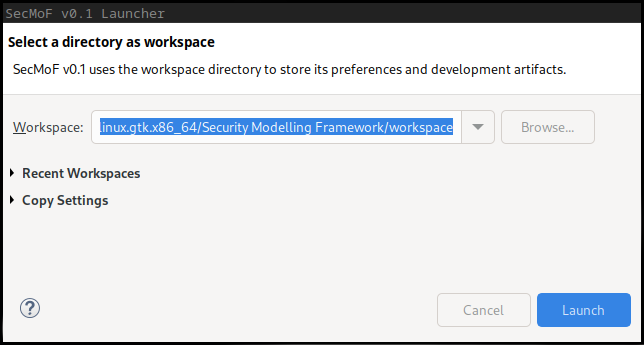 SecMoF v0.1 Launcher
Select a directory as workspace
SecMoF v0.1 uses the workspace directory to store its preferences and development artifacts.
Workspace: linux.gtk.x86_64/Security Modelling Framework/workspace Browse...
Recent Workspaces
Copy Settings
? Cancel Launch